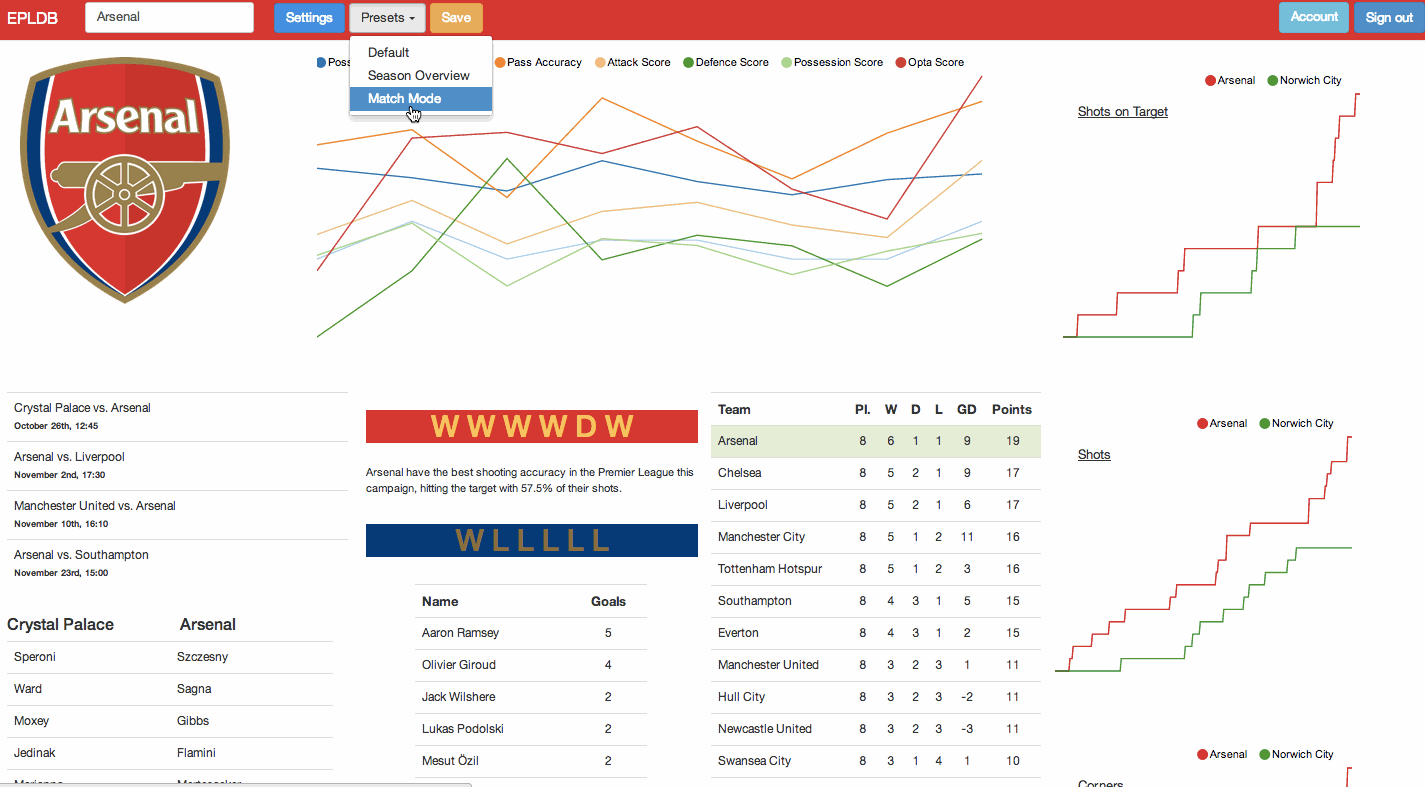 EPLDB Arsenal Settings Presets Save Account Sign out
Default
Season Overview
Match Mode
Arsenal
Poss Pass Accuracy Attack Score Defence Score Possession Score Opta Score
Arsenal Norwich City
Shots on Target
Crystal Palace vs. Arsenal
October 26th, 12:45
Arsenal vs. Liverpool
November 2nd, 17:30
Manchester United vs. Arsenal
November 10th, 16:10
Arsenal vs. Southampton
November 23rd, 15:00
Crystal Palace Arsenal
Speroni Szczesny
Ward Sagna
Moxey Gibbs
Jedinak Flamini
W W W W D W
Arsenal have the best shooting accuracy in the Premier League this
campaign, hitting the target with 57.5% of their shots.
W L L L L L
Name Goals
Aaron Ramsey 5
Olivier Giroud 4
Jack Wilshere 2
Lukas Podolski 2
Mesut Özil 2
Team Pl. W D L GD Points
Arsenal 8 6 1 1 9 19
Chelsea 8 5 2 1 9 17
Liverpool 8 5 2 1 6 17
Manchester City 8 5 1 2 11 16
Tottenham Hotspur 8 5 1 2 3 16
Southampton 8 4 3 1 5 15
Everton 8 4 3 1 2 15
Manchester United 8 3 2 3 1 11
Hull City 8 3 2 3 -2 11
Newcastle United 8 3 2 3 -3 11
Swansea City 8 3 1 4 1 10
Arsenal Norwich City
Shots
Arsenal Norwich City
Corners